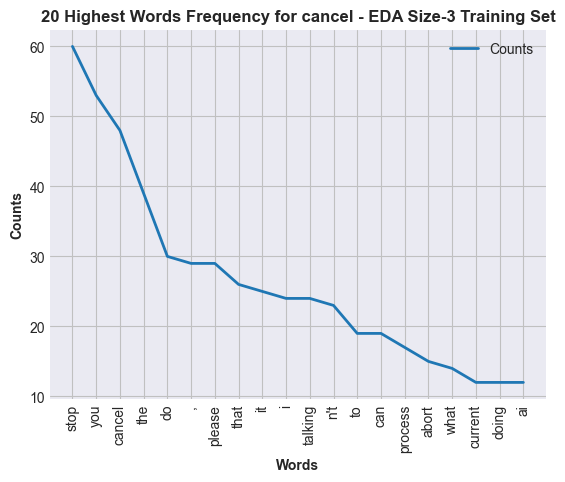 20 Highest Words Frequency for cancel - EDA Size-3 Training Set
Counts
Counts
60
50
40
30
20
10
stop
you
cancel
the
do
,
please
that
it
i
talking
n't
to
can
process
abort
what
current
doing
ai
Words